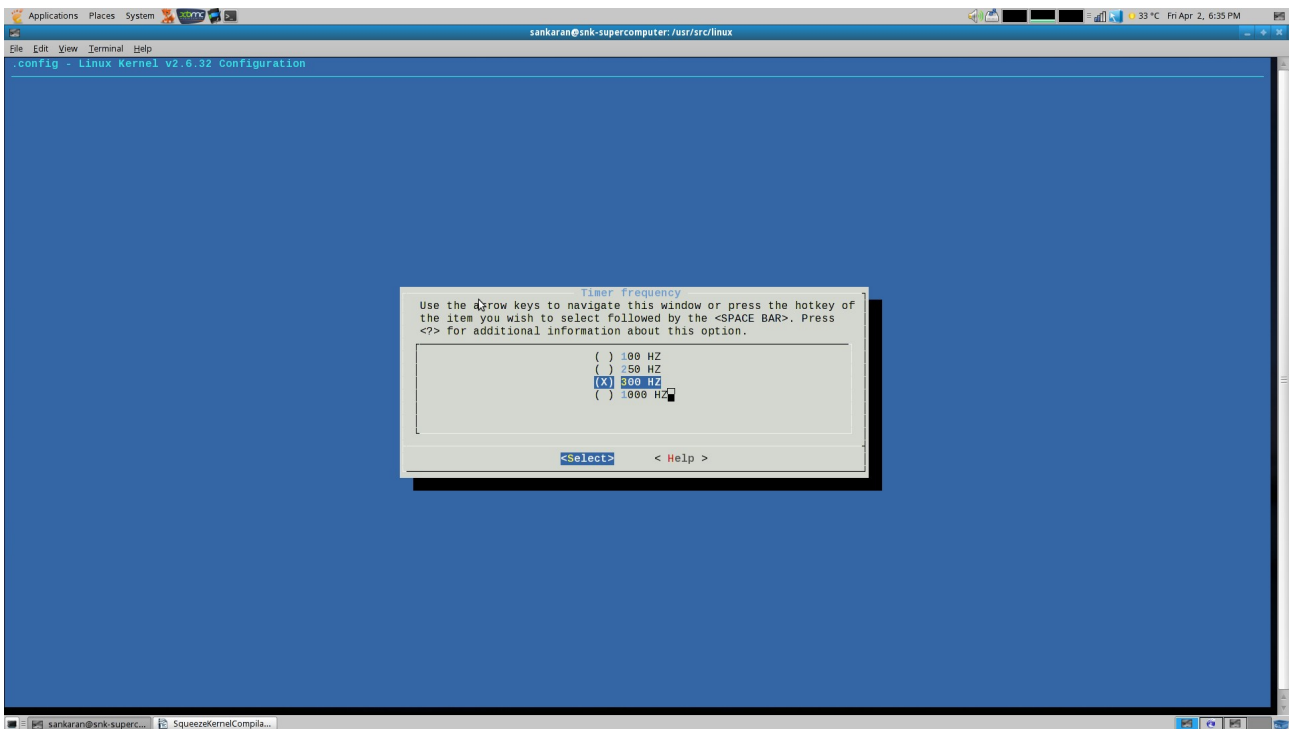 Applications Places System xbmc 33 °C Fri Apr 2, 6:35 PM
sankaran@snk-supercomputer: /usr/src/linux
File Edit View Terminal Help
.config - Linux Kernel v2.6.32 Configuration
Timer frequency
Use the arrow keys to navigate this window or press the hotkey of
the item you wish to select followed by the <SPACE BAR>. Press
<?> for additional information about this option.
( ) 100 HZ
( ) 250 HZ
(X) 300 HZ
( ) 1000 HZ
<Select> < Help >
sankaran@snk-superc... SqueezeKernelCompila...